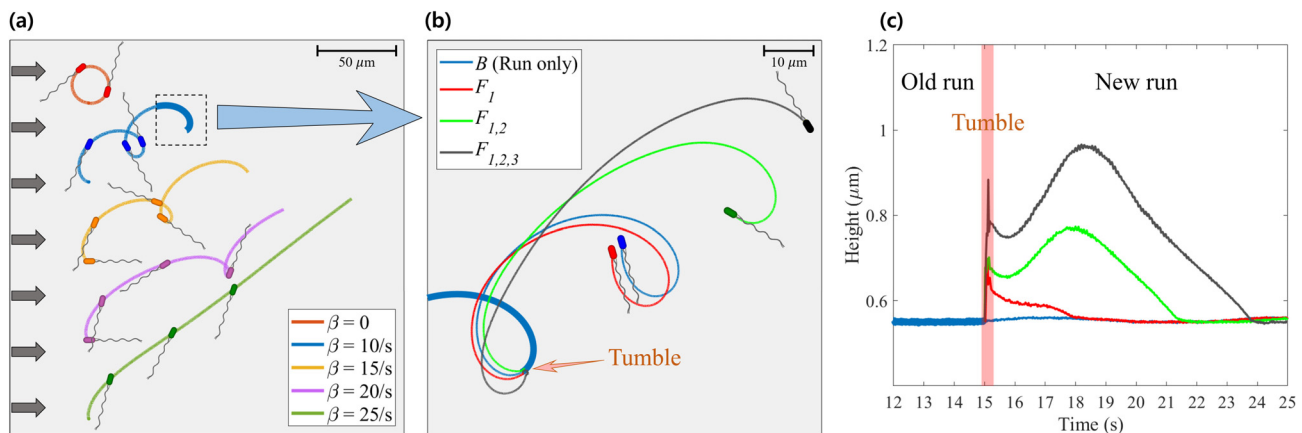 (a)
50 μm
β = 0
β = 10/s
β = 15/s
β = 20/s
β = 25/s
(b)
10 μm
B (Run only)
F1
F1,2
F1,2,3
Tumble
(c)
1.2
1
0.8
0.6
Height (μm)
Old run
New run
Tumble
12 13 14 15 16 17 18 19 20 21 22 23 24 25
Time (s)